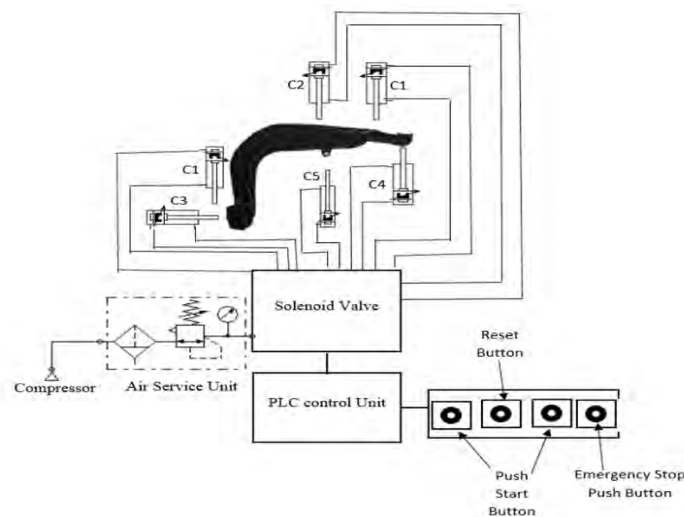 C2
C1
C1
C5
C4
C3
Solenoid Valve
Reset
Button
Compressor
Air Service Unit
PLC control Unit
Push
Start
Button
Emergency Stop
Push Button